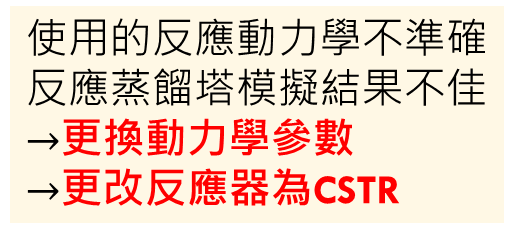 使用的反應動力學不準確
反應蒸餾塔模擬結果不佳
→更換動力學參數
→更改反應器為CSTR